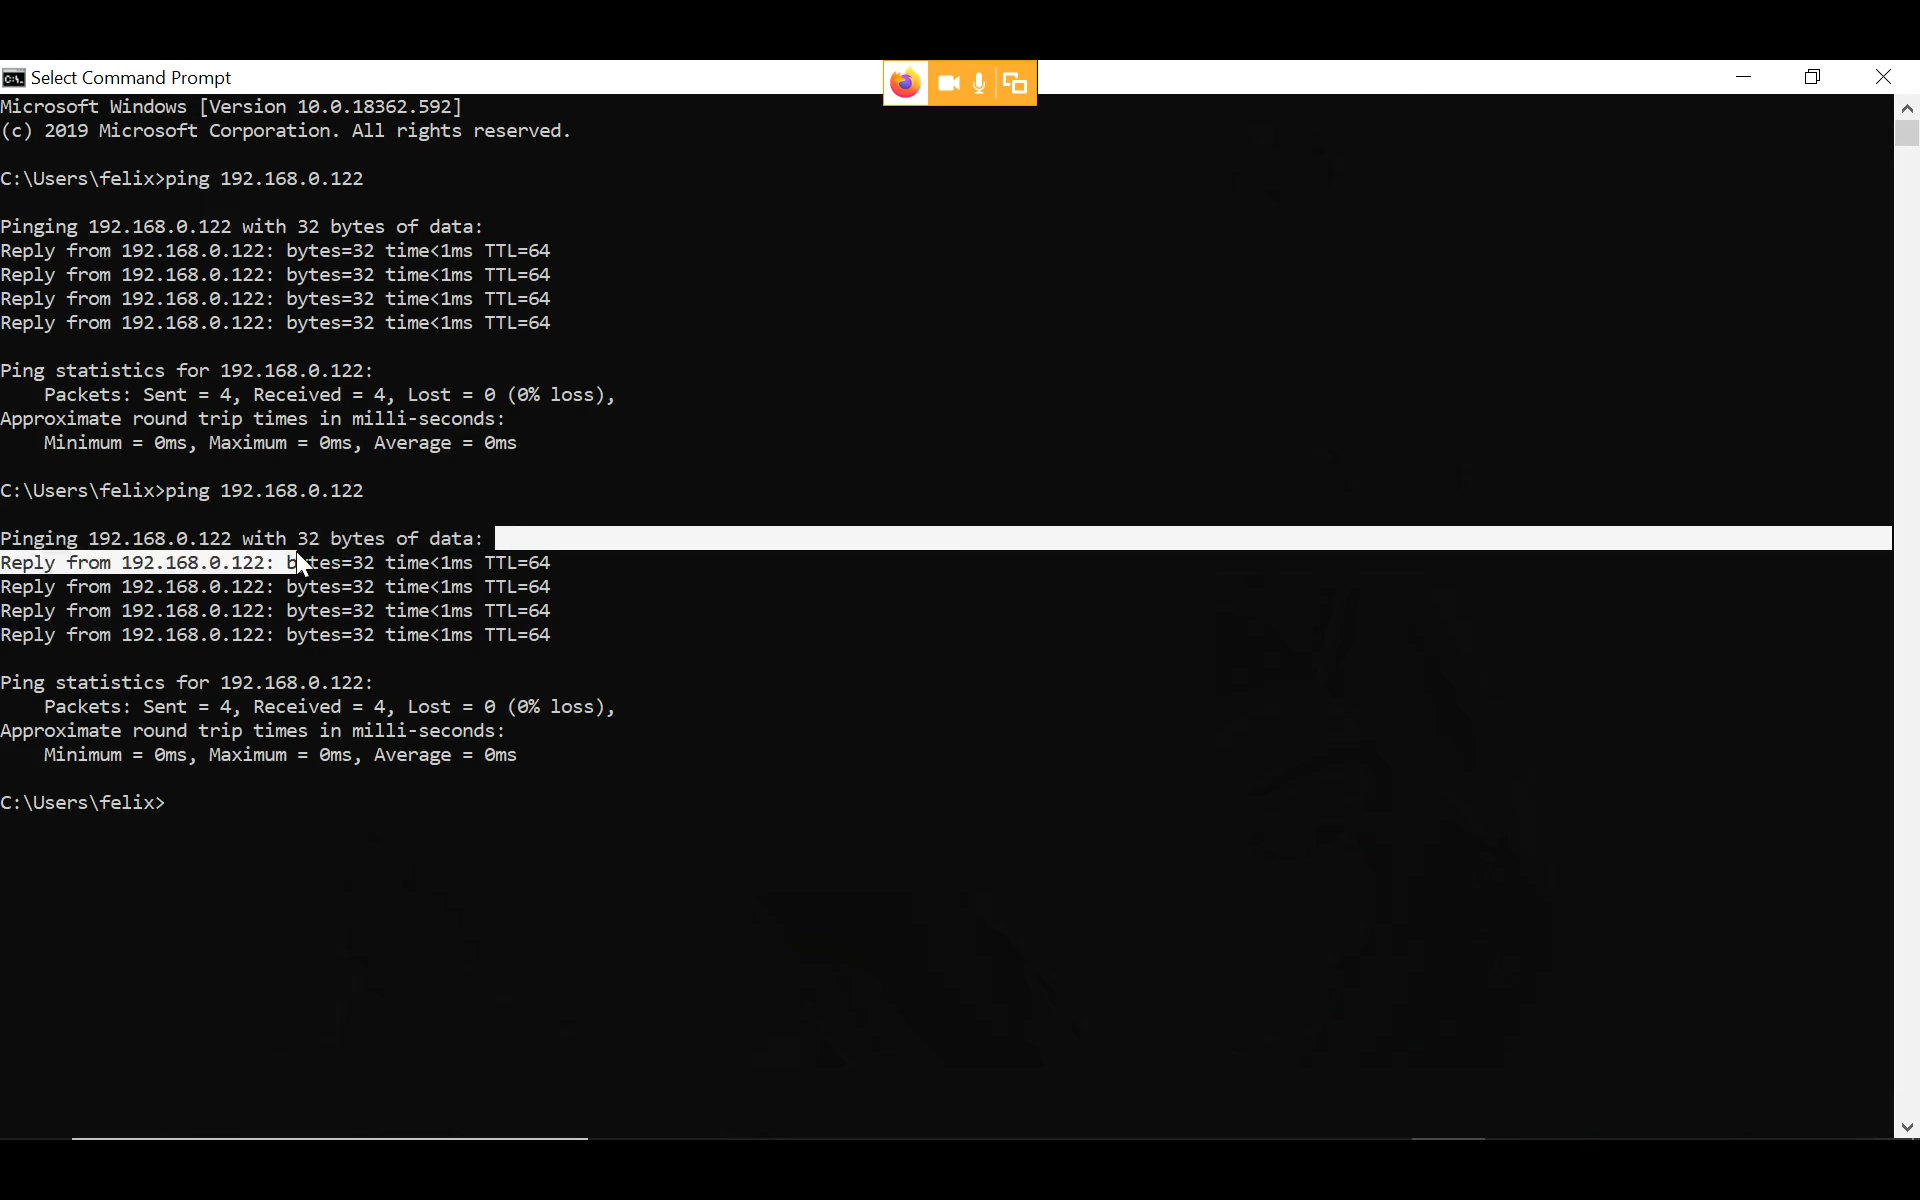 Select Command Prompt
Microsoft Windows [Version 10.0.18362.592]
(c) 2019 Microsoft Corporation. All rights reserved.
C:\Users\felix>ping 192.168.0.122
Pinging 192.168.0.122 with 32 bytes of data:
Reply from 192.168.0.122: bytes=32 time<1ms TTL=64
Reply from 192.168.0.122: bytes=32 time<1ms TTL=64
Reply from 192.168.0.122: bytes=32 time<1ms TTL=64
Reply from 192.168.0.122: bytes=32 time<1ms TTL=64
Ping statistics for 192.168.0.122:
Packets: Sent = 4, Received = 4, Lost = 0 (0% loss),
Approximate round trip times in milli-seconds:
Minimum = 0ms, Maximum = 0ms, Average = 0ms
C:\Users\felix>ping 192.168.0.122
Pinging 192.168.0.122 with 32 bytes of data:
Reply from 192.168.0.122: bytes=32 time<1ms TTL=64
Reply from 192.168.0.122: bytes=32 time<1ms TTL=64
Reply from 192.168.0.122: bytes=32 time<1ms TTL=64
Reply from 192.168.0.122: bytes=32 time<1ms TTL=64
Ping statistics for 192.168.0.122:
Packets: Sent = 4, Received = 4, Lost = 0 (0% loss),
Approximate round trip times in milli-seconds:
Minimum = 0ms, Maximum = 0ms, Average = 0ms
C:\Users\felix>